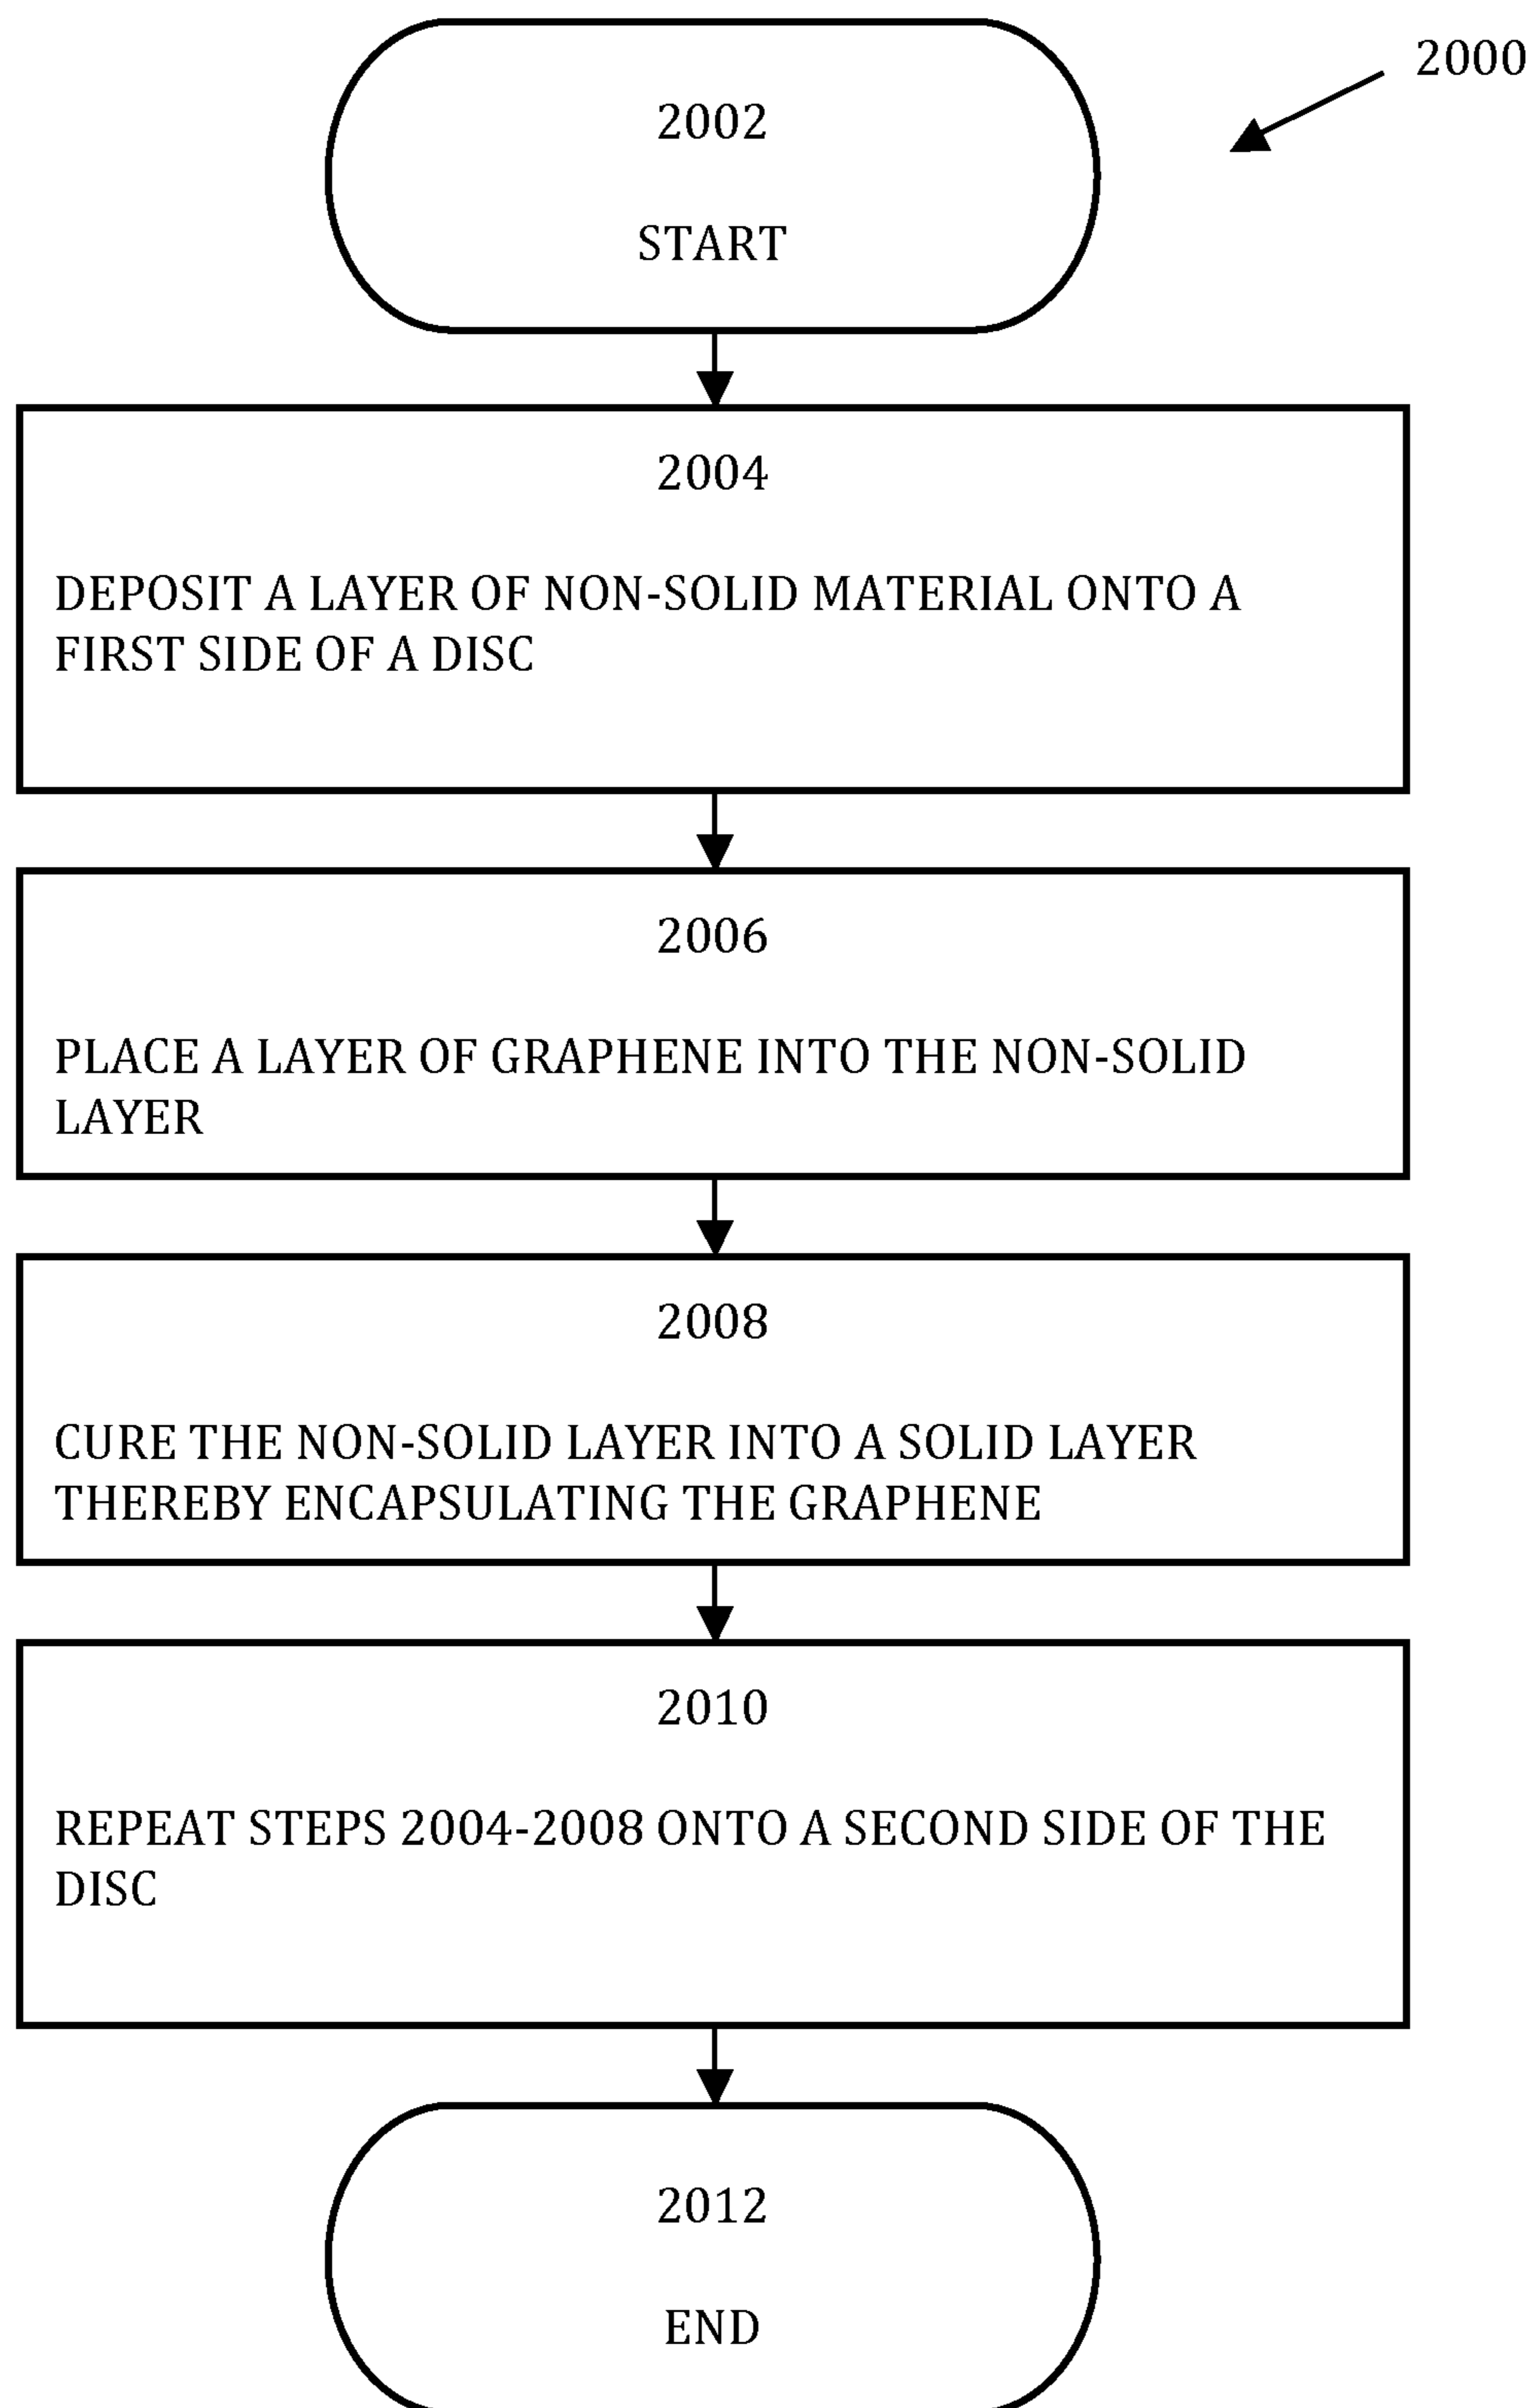 2000
2002
START
2004
DEPOSIT A LAYER OF NON-SOLID MATERIAL ONTO A
FIRST SIDE OF A DISC
2006
PLACE A LAYER OF GRAPHENE INTO THE NON-SOLID
LAYER
2008
CURE THE NON-SOLID LAYER INTO A SOLID LAYER
THEREBY ENCAPSULATING THE GRAPHENE
2010
REPEAT STEPS 2004-2008 ONTO A SECOND SIDE OF THE
DISC
2012
END